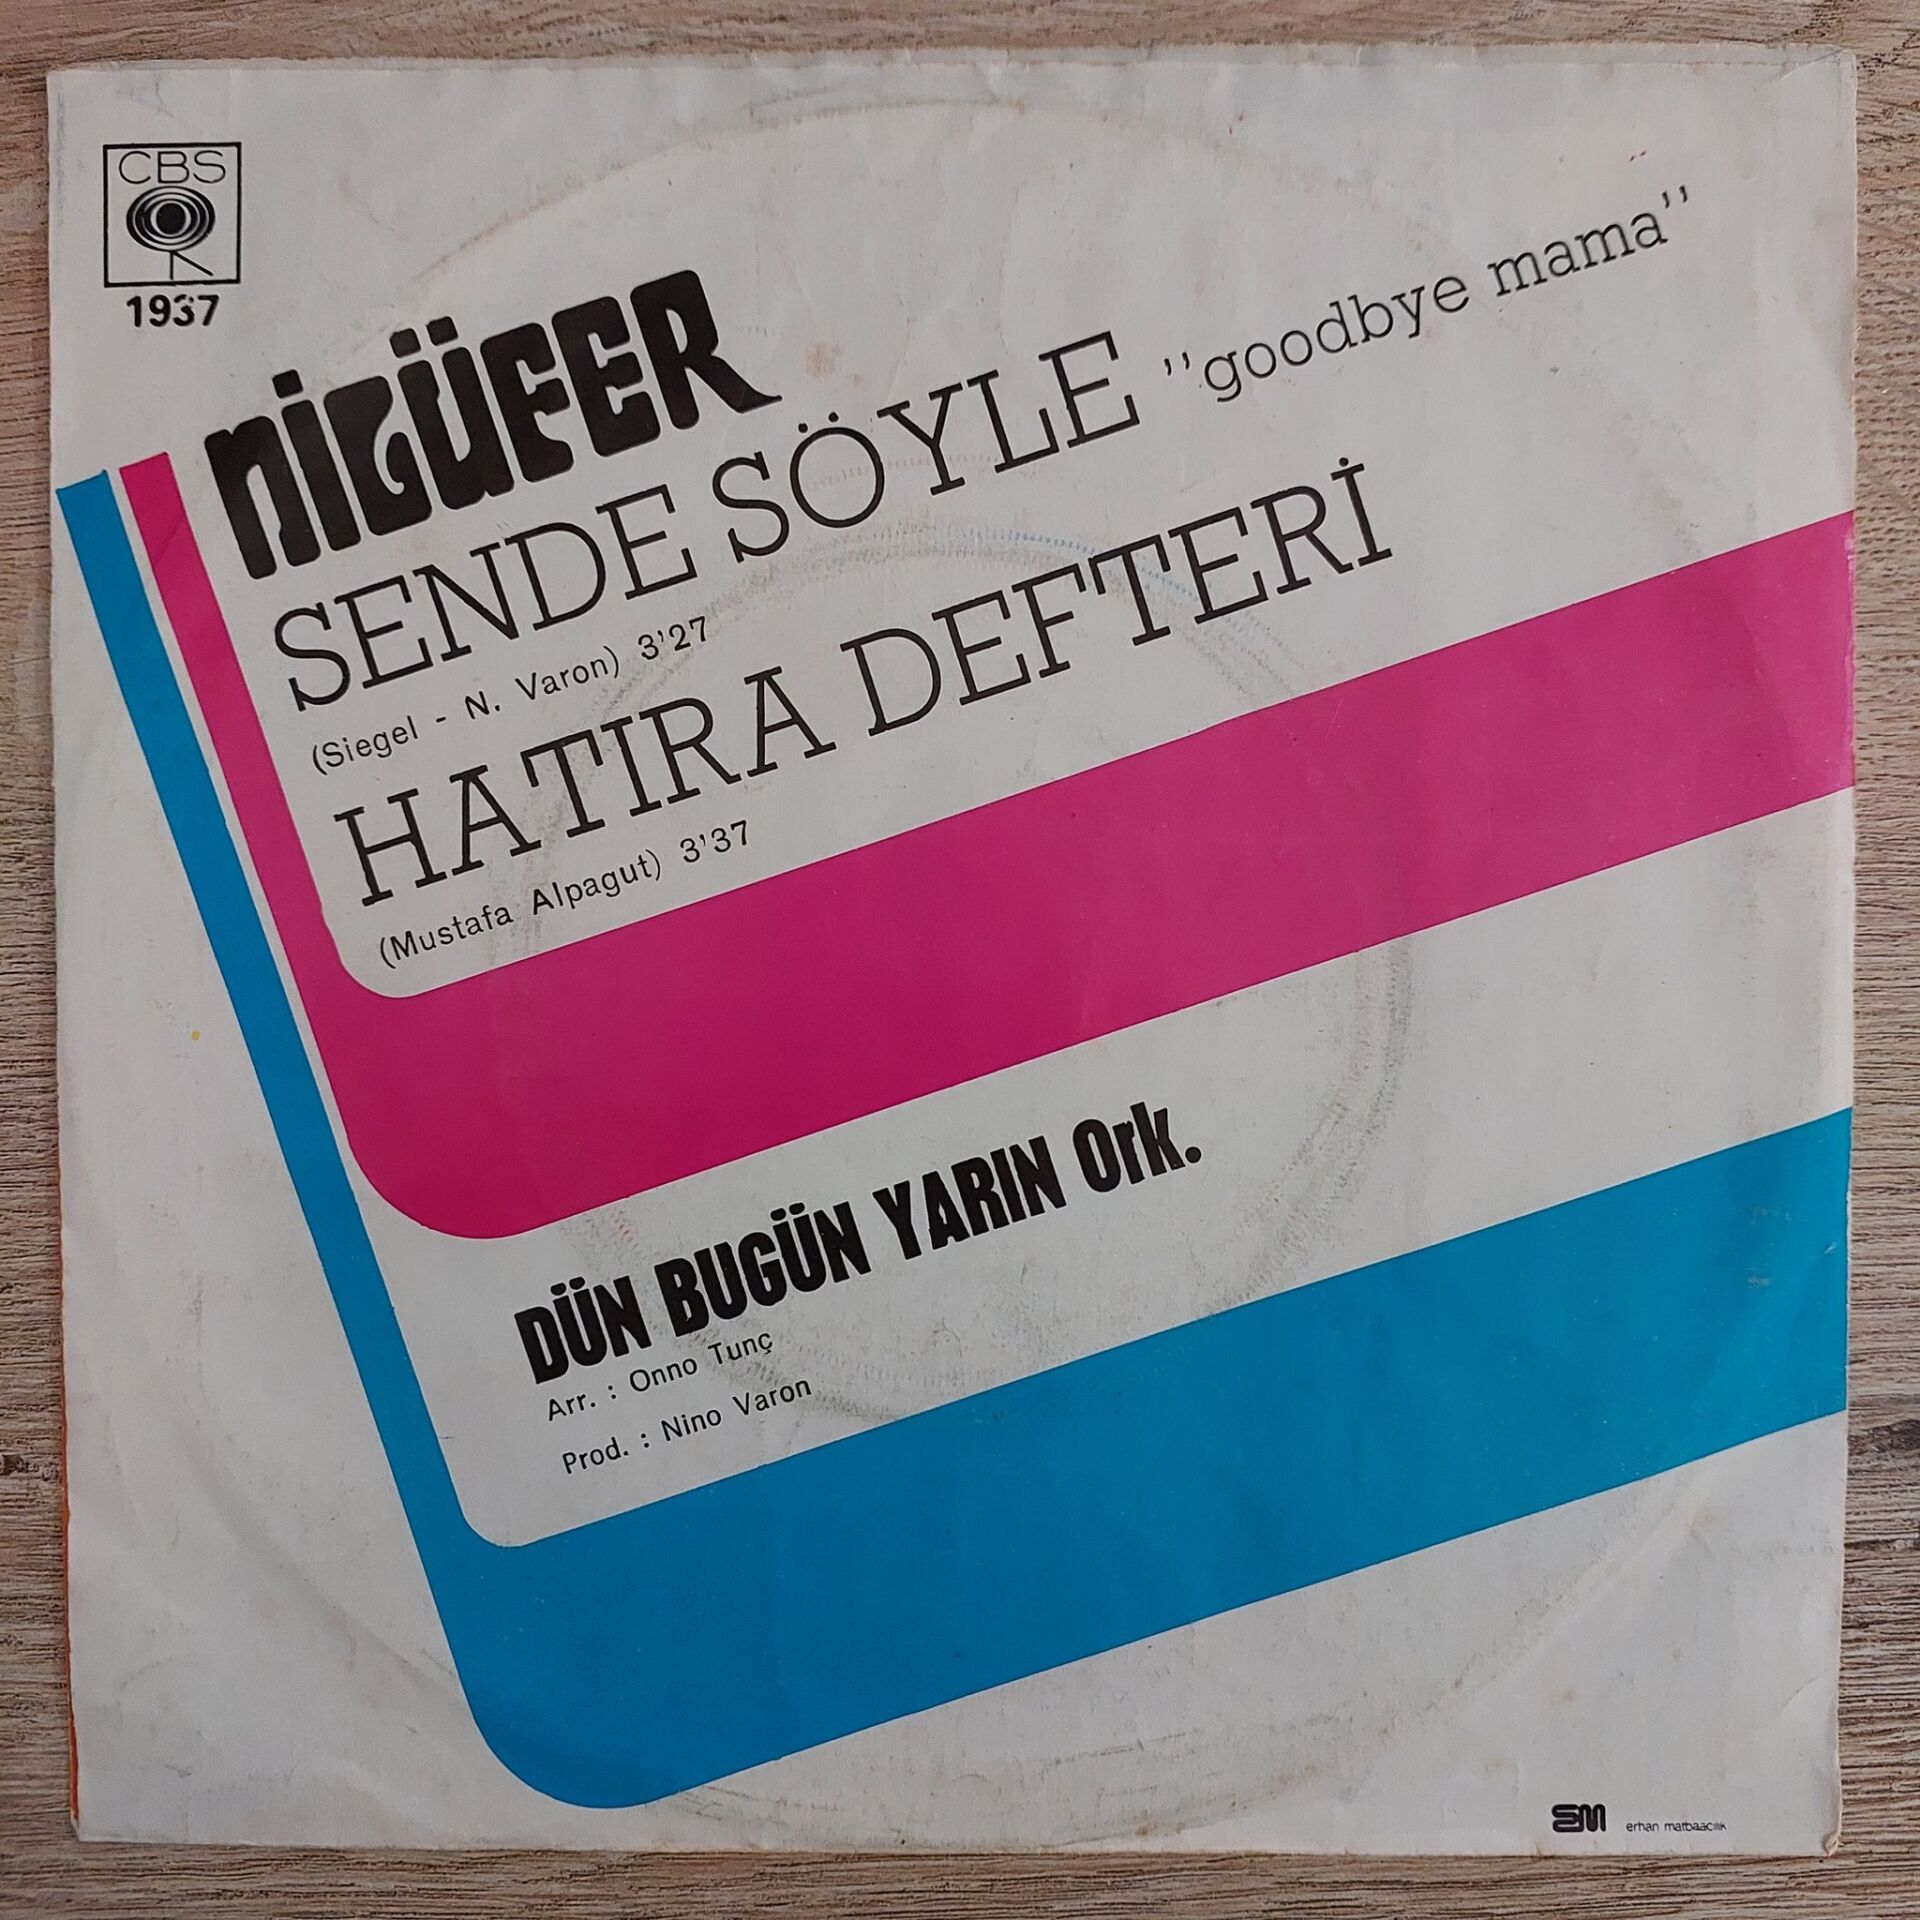 CBS
1937
NİLÜFER
SENDE SÖYLE "goodbye mama"
(Siegel - N. Varon) 3'27
HATIRA DEFTERİ
(Mustafa Alpagut) 3'37
DÜN BUGÜN YARIN Ork.
Arr. : Onno Tunç
Prod. : Nino Varon
erhan matbaacılık